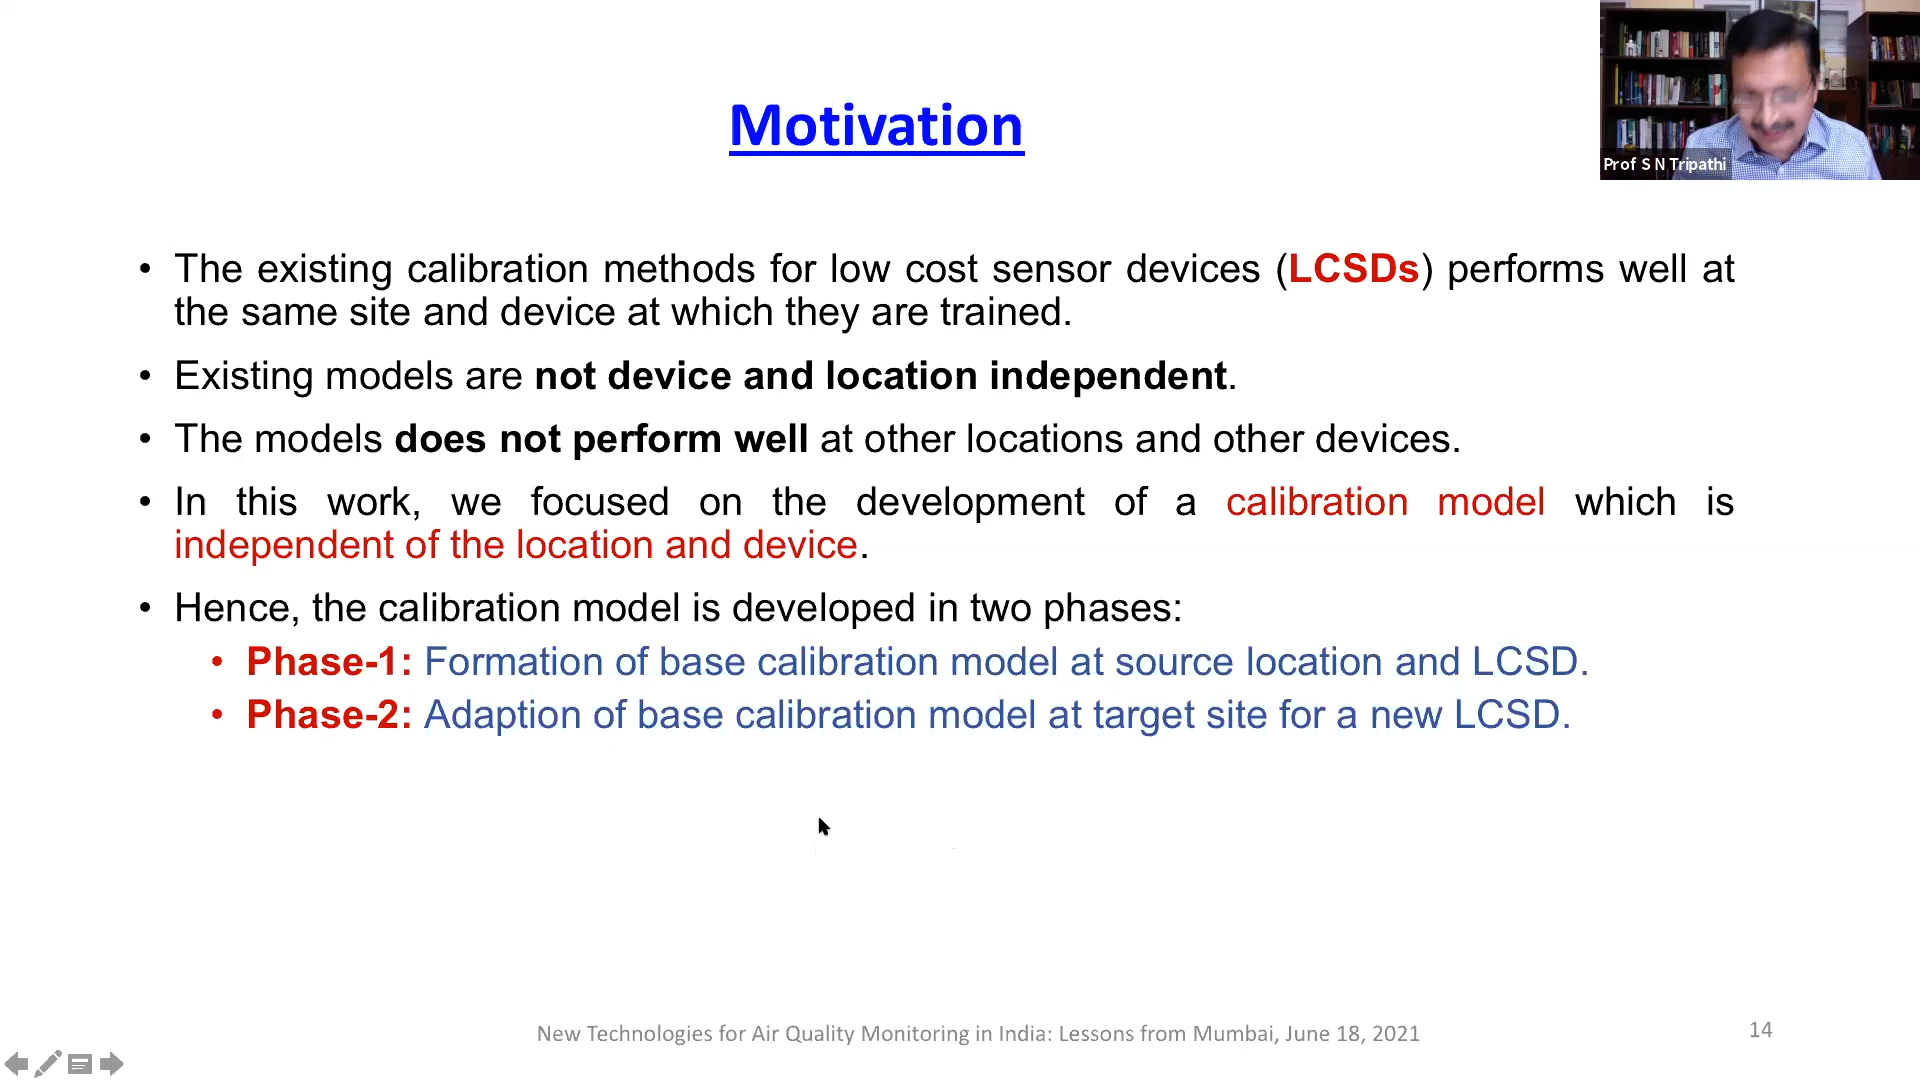 Motivation
Prof S N Tripathi
• The existing calibration methods for low cost sensor devices (LCSDs) performs well at
the same site and device at which they are trained.
• Existing models are not device and location independent.
• The models does not perform well at other locations and other devices.
• In this work, we focused on the development of a calibration model which is
independent of the location and device.
• Hence, the calibration model is developed in two phases:
• Phase-1: Formation of base calibration model at source location and LCSD.
• Phase-2: Adaption of base calibration model at target site for a new LCSD.
New Technologies for Air Quality Monitoring in India: Lessons from Mumbai, June 18, 2021
14